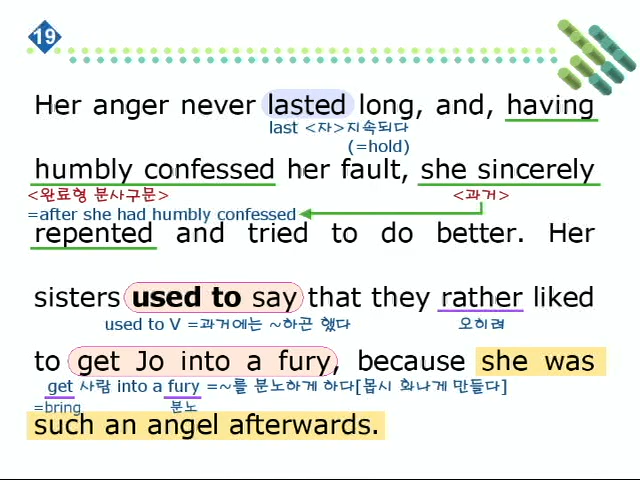 19
Her anger never lasted long, and, having
last <자>지속되다
(=hold)
humbly confessed her fault, she sincerely
<완료형 분사구문> <과거>
=after she had humbly confessed
repented and tried to do better. Her
sisters used to say that they rather liked
used to V =과거에는 ~하곤 했다 오히려
to get Jo into a fury, because she was
get 사람 into a fury =~를 분노하게 하다[몹시 화나게 만들다]
=bring 분노
such an angel afterwards.